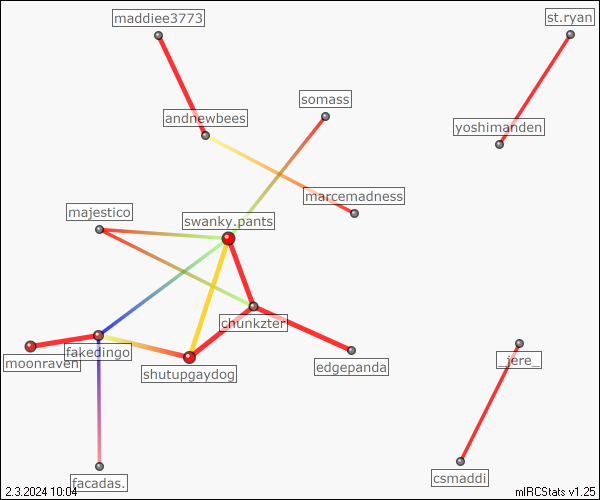 maddiee3773
st.ryan
somass
andnewbees
yoshimanden
marcemadness
majestico
swanky.pants
chunkzter
fakedingo
moonraven
edgepanda
_jere_
shutupgaydog
csmaddi
facadas.
2.3.2024 10:04
mIRCStats v1.25